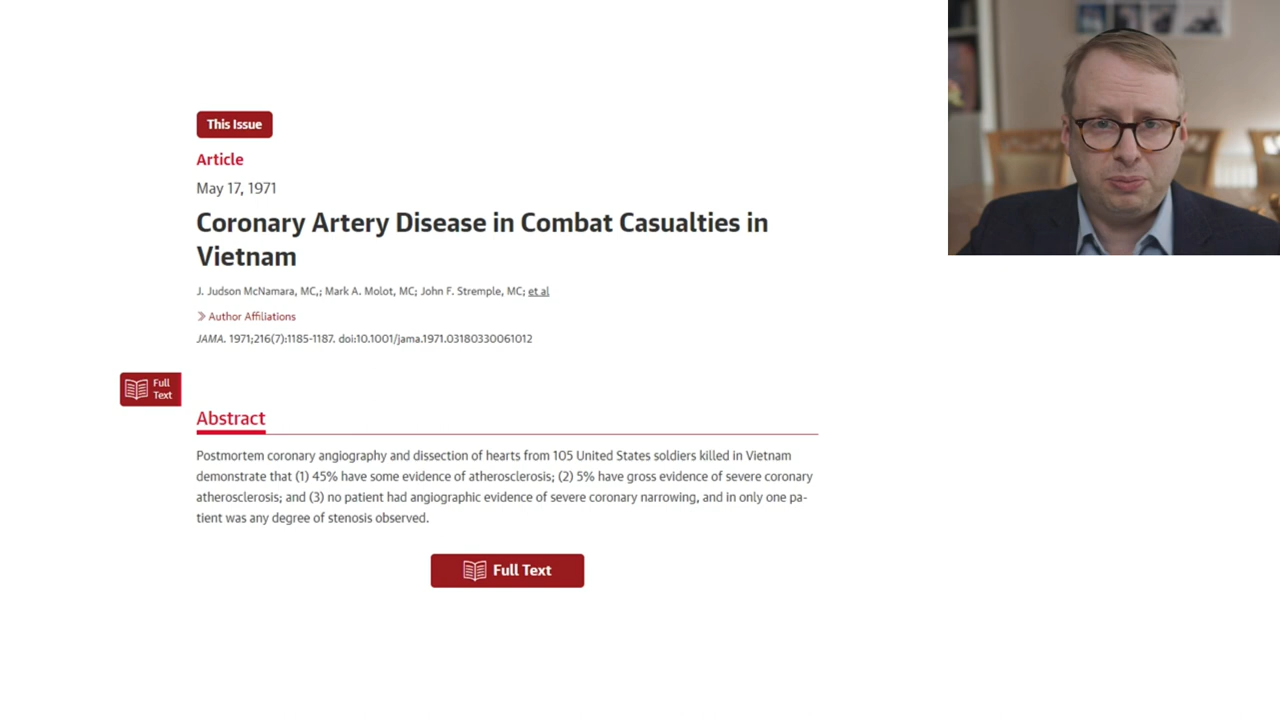 This Issue
Article
May 17, 1971
Coronary Artery Disease in Combat Casualties in
Vietnam
J. Judson McNamara, MC,; Mark A. Molot, MC; John F. Stremple, MC; et al
» Author Affiliations
JAMA. 1971;216(7):1185-1187. doi:10.1001/jama.1971.03180330061012
Full
Text
Abstract
Postmortem coronary angiography and dissection of hearts from 105 United States soldiers killed in Vietnam
demonstrate that (1) 45% have some evidence of atherosclerosis; (2) 5% have gross evidence of severe coronary
atherosclerosis; and (3) no patient had angiographic evidence of severe coronary narrowing, and in only one pa-
tient was any degree of stenosis observed.
Full Text